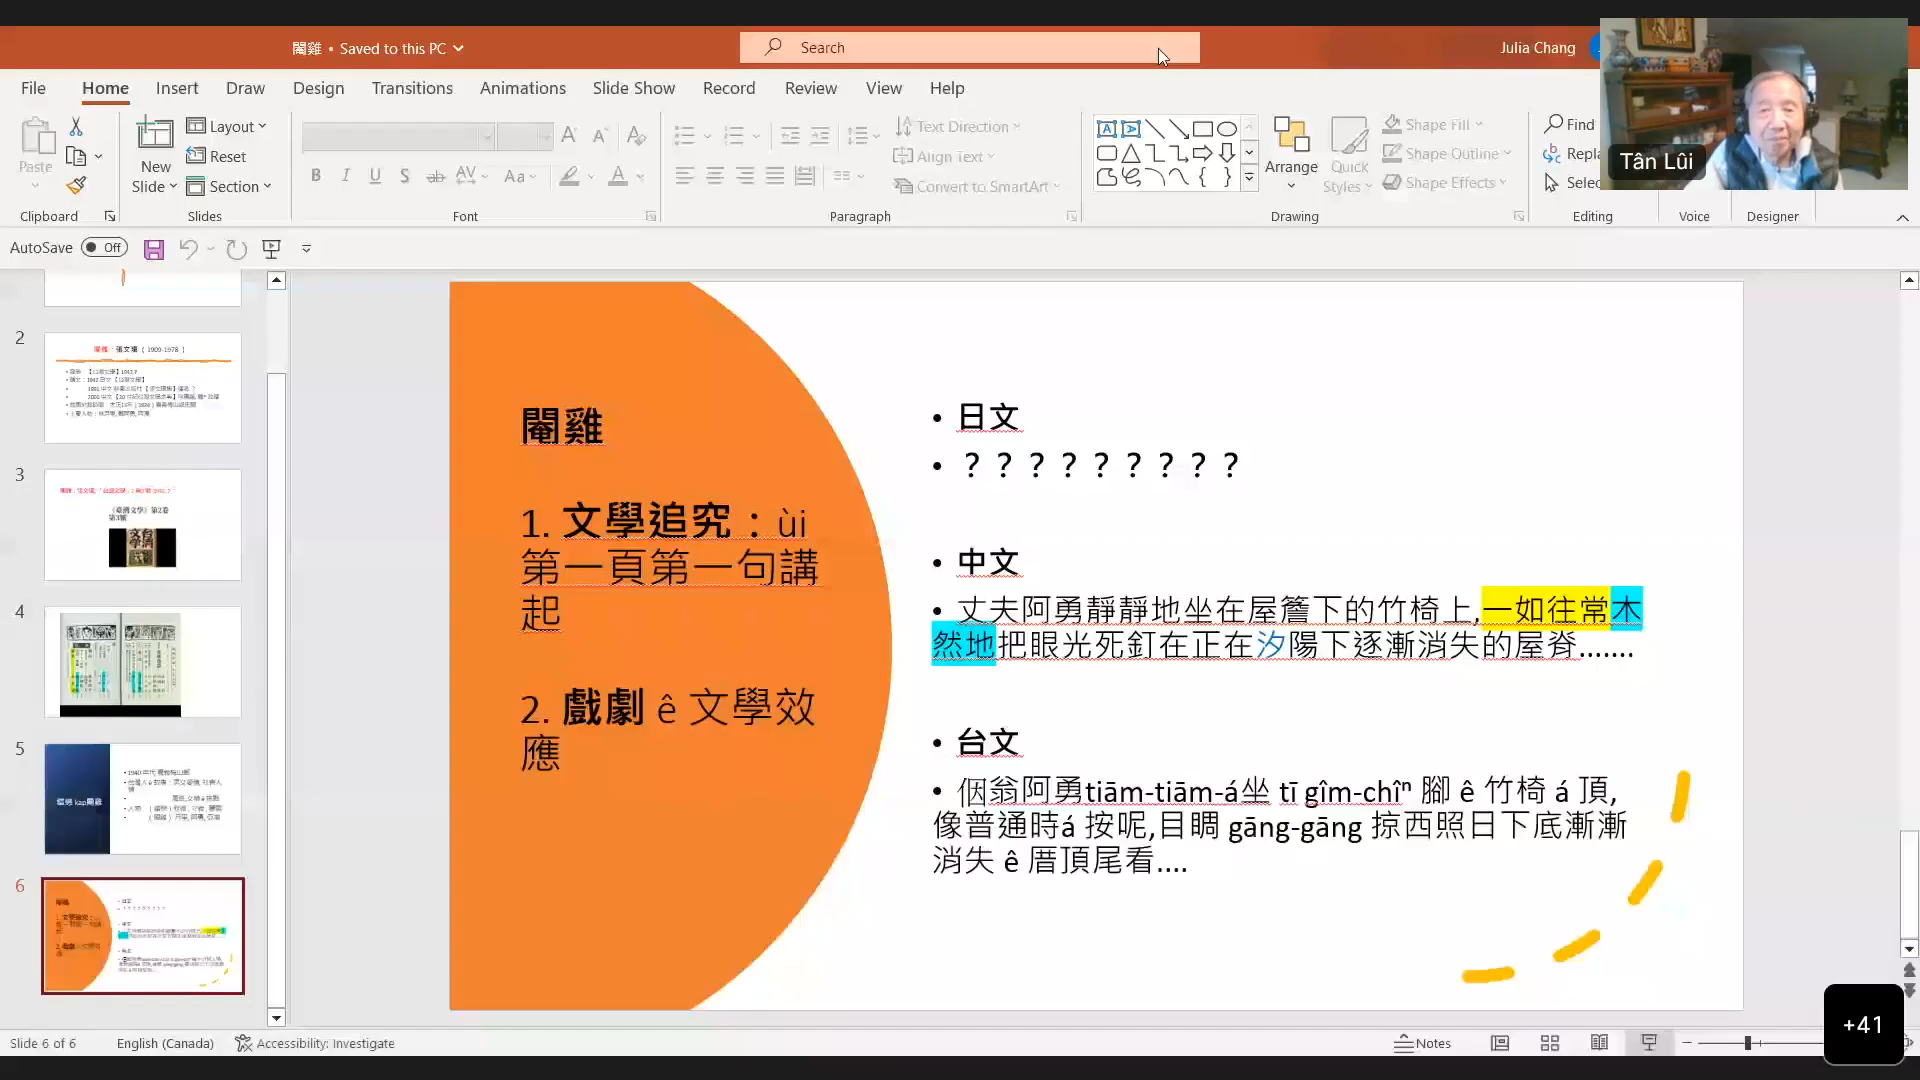 閹雞 • Saved to this PC
Search
Julia Chang
Tân Lûi
File Home Insert Draw Design Transitions Animations Slide Show Record Review View Help
Paste
New Slide
Layout
Reset
Section
Text Direction
Align Text
Convert to SmartArt
Arrange
Quick Styles
Shape Fill
Shape Outline
Shape Effects
Find
Clipboard Slides Font Paragraph Drawing Editing Voice Designer
AutoSave Off
2
3
4
5
6
閹雞
1. 文學追究：ùi
第一頁第一句講
起
2. 戲劇 ê 文學效
應
• 日文
• ？？？？？？？？？
• 中文
• 丈夫阿勇靜靜地坐在屋簷下的竹椅上,一如往常木
然地把眼光死釘在正在汐陽下逐漸消失的屋脊.......
• 台文
• 𪜶翁阿勇tiām-tiām-á坐 tī gîm-chîⁿ 腳 ê 竹椅 á 頂,
像普通時á 按呢,目睭 gāng-gāng 掠西照日下底漸漸
消失 ê 厝頂尾看....
Slide 6 of 6
English (Canada)
Accessibility: Investigate
Notes
+41